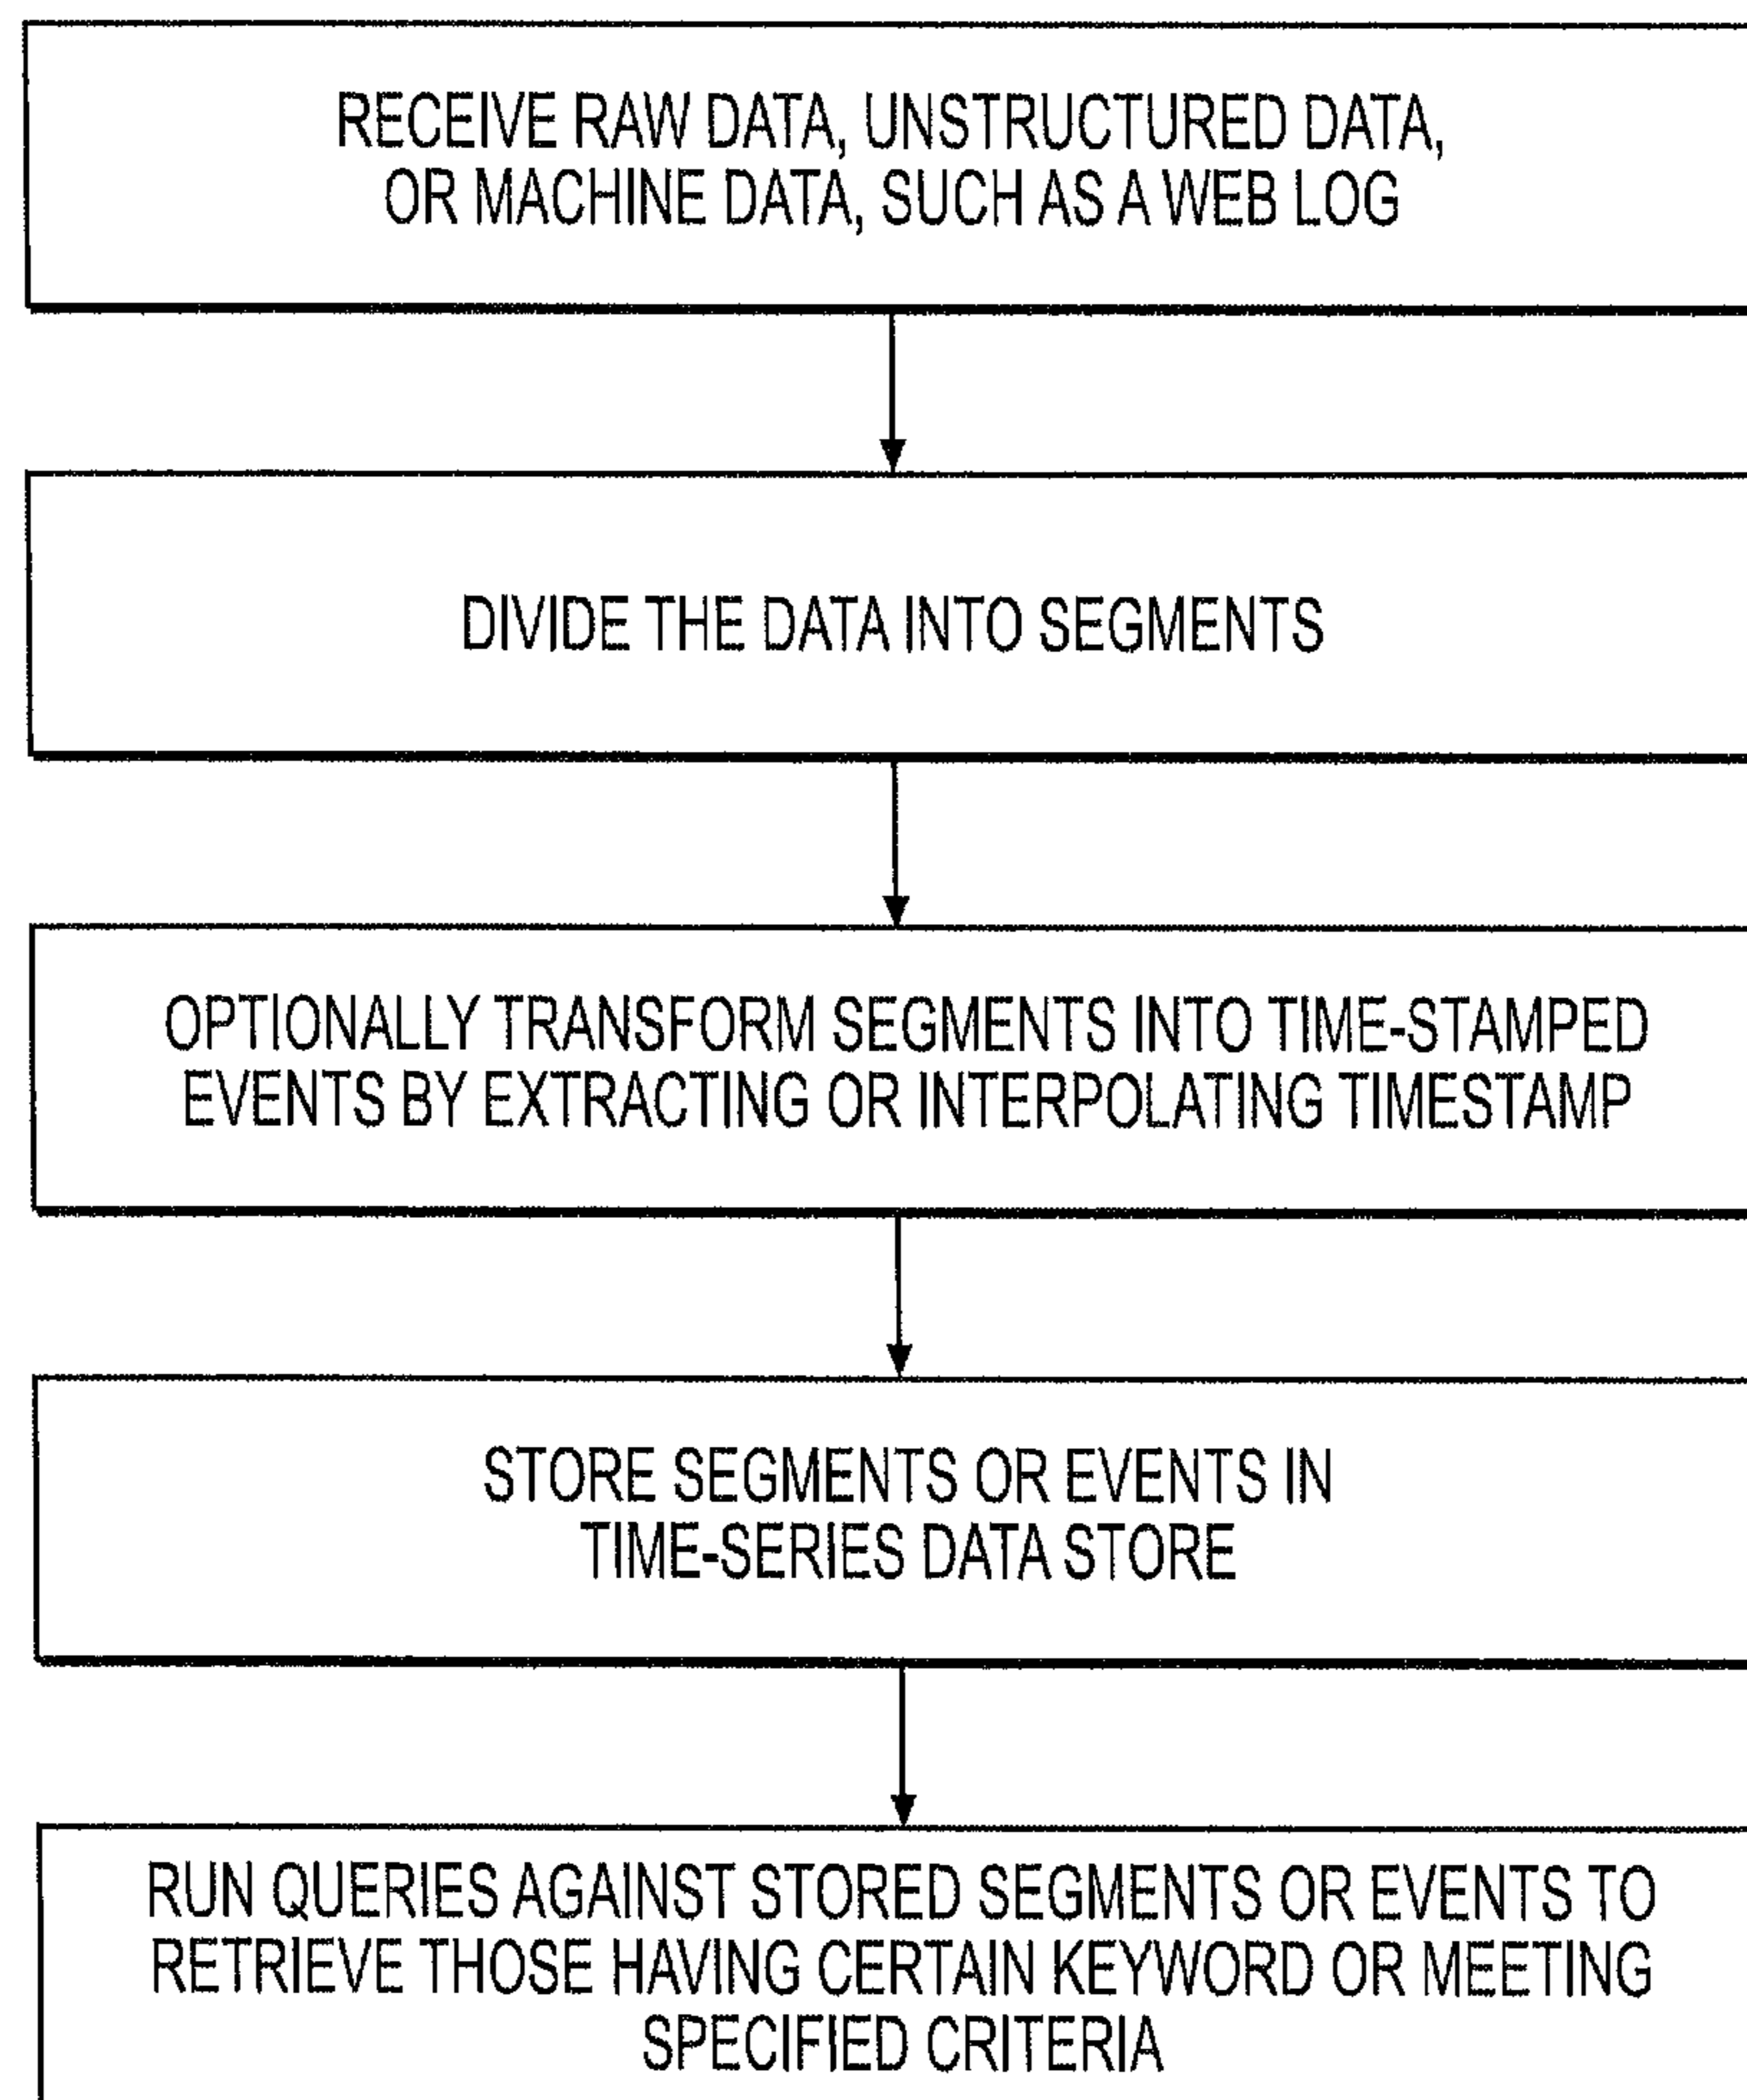 RECEIVE RAW DATA, UNSTRUCTURED DATA,
OR MACHINE DATA, SUCH AS A WEB LOG
DIVIDE THE DATA INTO SEGMENTS
OPTIONALLY TRANSFORM SEGMENTS INTO TIME-STAMPED
EVENTS BY EXTRACTING OR INTERPOLATING TIMESTAMP
STORE SEGMENTS OR EVENTS IN
TIME-SERIES DATA STORE
RUN QUERIES AGAINST STORED SEGMENTS OR EVENTS TO
RETRIEVE THOSE HAVING CERTAIN KEYWORD OR MEETING
SPECIFIED CRITERIA